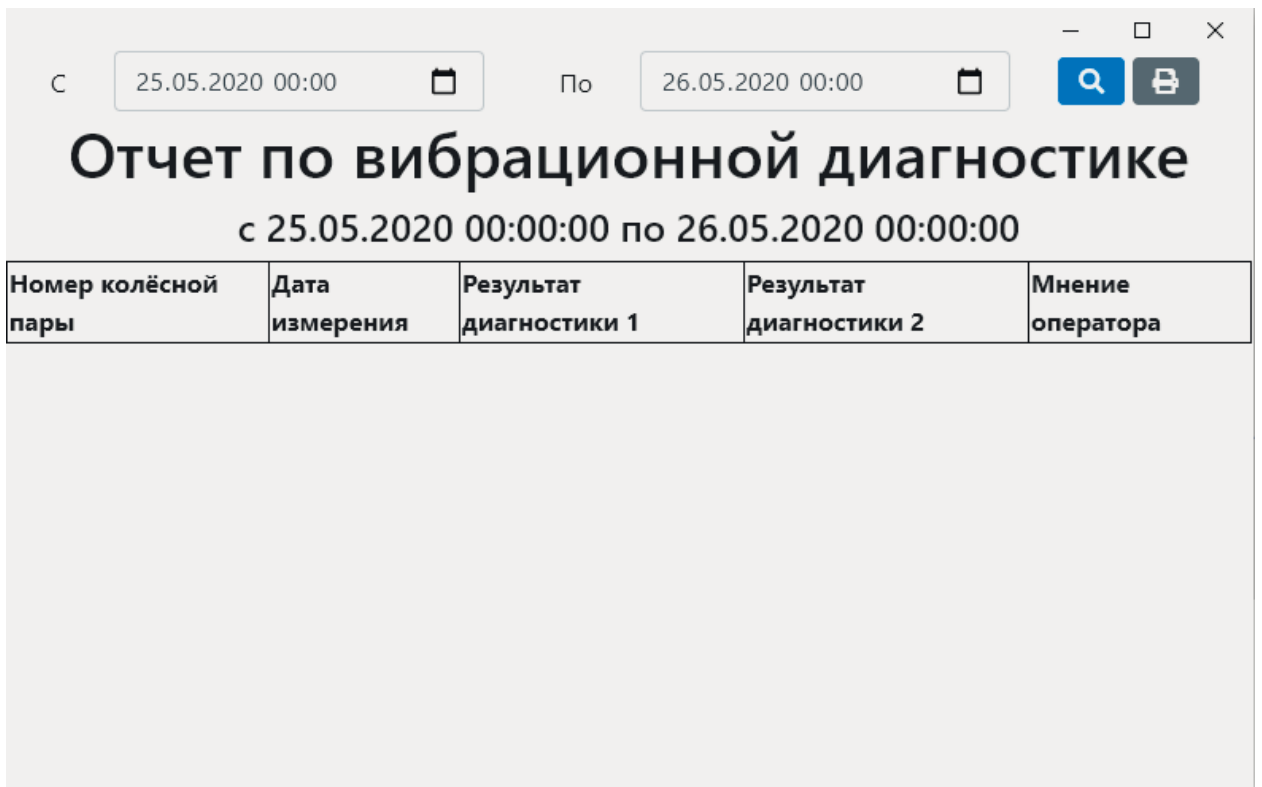 С 25.05.2020 00:00 По 26.05.2020 00:00
Отчет по вибрационной диагностике
с 25.05.2020 00:00:00 по 26.05.2020 00:00:00
Номер колёсной Дата Результат Результат Мнение
пары измерения диагностики 1 диагностики 2 оператора